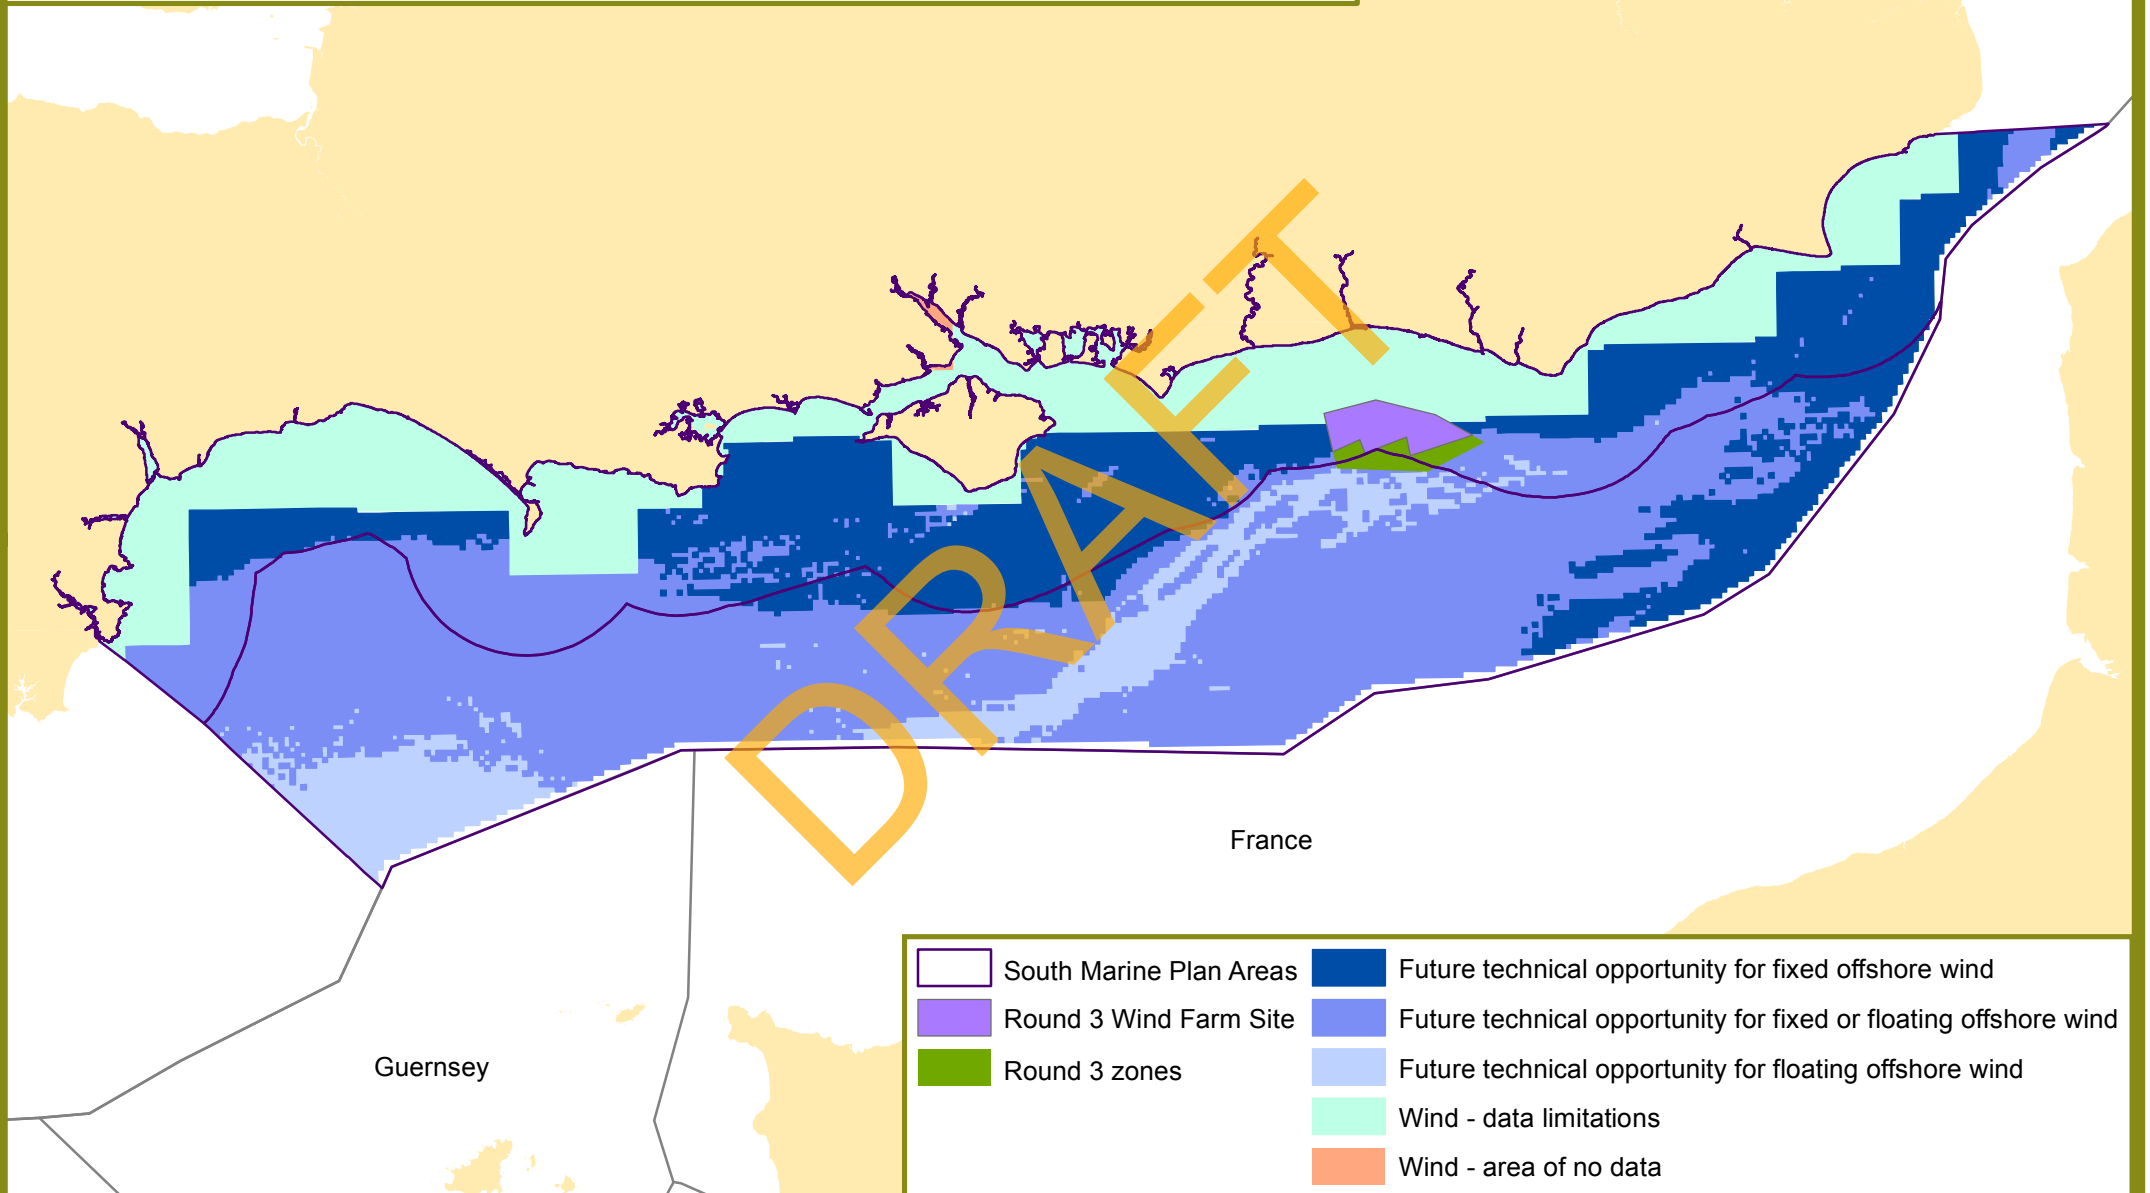 DRAFT
France
Guernsey
South Marine Plan Areas
Round 3 Wind Farm Site
Round 3 zones
Future technical opportunity for fixed offshore wind
Future technical opportunity for fixed or floating offshore wind
Future technical opportunity for floating offshore wind
Wind - data limitations
Wind - area of no data